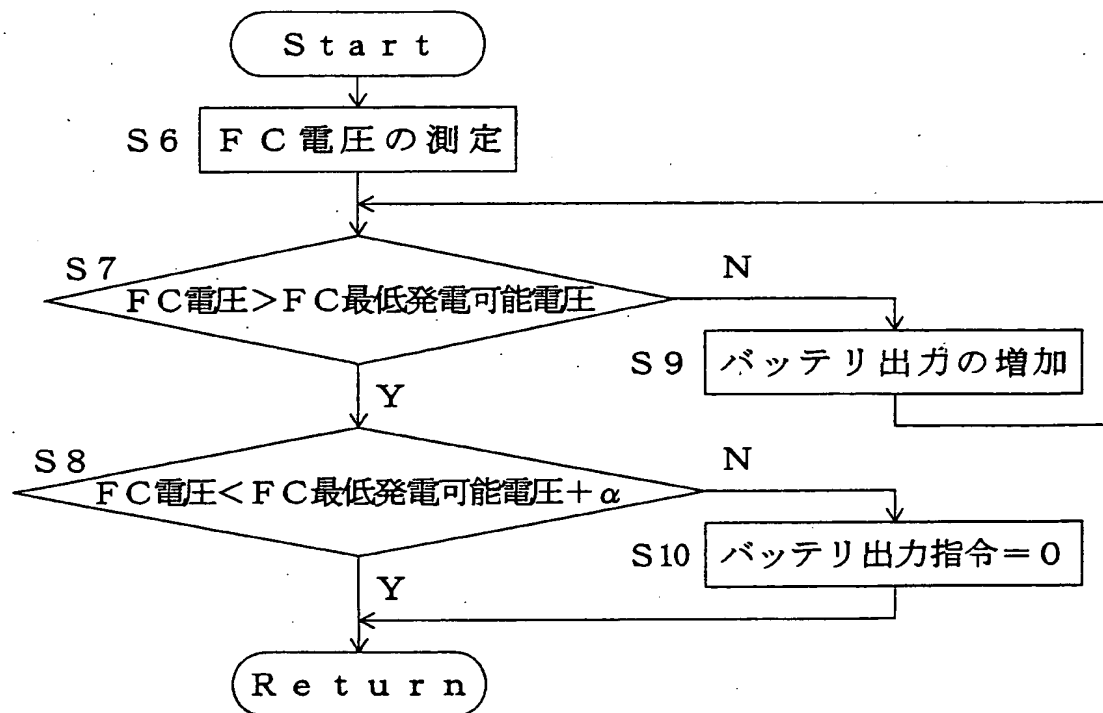 Start
S6 FC電圧の測定
S7
FC電圧>FC最低発電可能電圧
N
S9 バッテリ出力の増加
Y
S8
FC電圧<FC最低発電可能電圧+α
N
S10 バッテリ出力指令=0
Y
Return